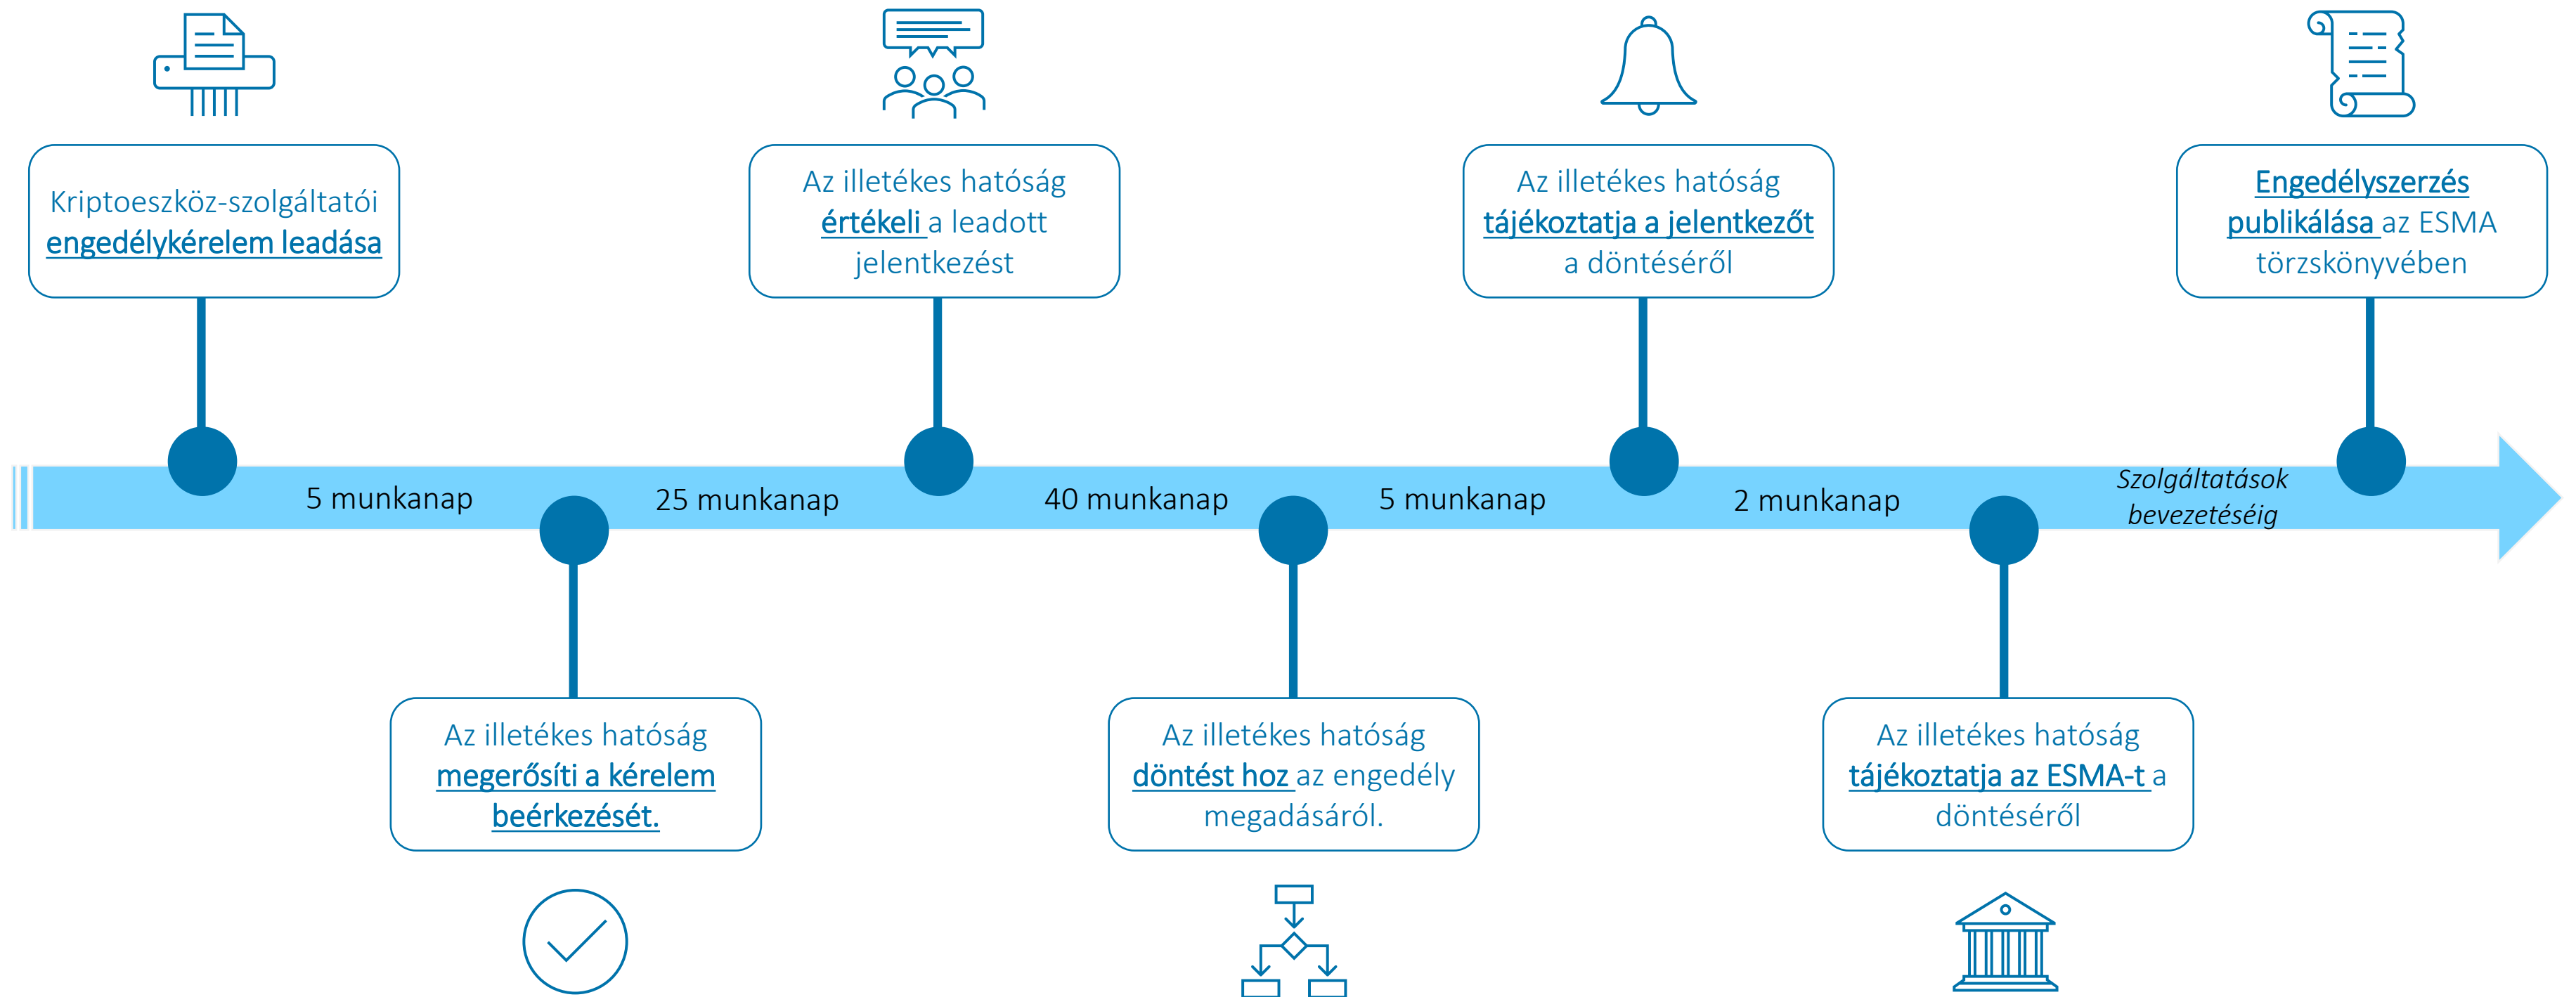 Kriptoeszköz-szolgáltatói
engedélykérelem leadása
Az illetékes hatóság
értékeli a leadott
jelentkezést
Az illetékes hatóság
tájékoztatja a jelentkezőt
a döntéséről
Engedélyszerzés
publikálása az ESMA
törzskönyvében
5 munkanap
25 munkanap
40 munkanap
5 munkanap
2 munkanap
Szolgáltatások
bevezetéséig
Az illetékes hatóság
megerősíti a kérelem
beérkezését.
Az illetékes hatóság
döntést hoz az engedély
megadásáról.
Az illetékes hatóság
tájékoztatja az ESMA-t a
döntéséről